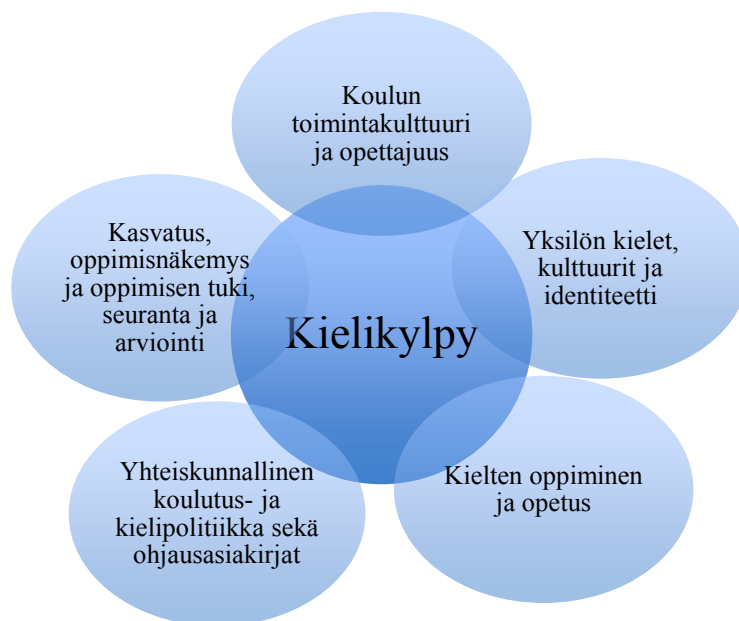 Koulun
toimintakulttuuri
ja opettajuus
Yksilön kielet,
kulttuurit ja
identiteetti
Kasvatus,
oppimisnäkemys
ja oppimisen tuki,
seuranta ja
arviointi
Kielikylpy
Kielten oppiminen
ja opetus
Yhteiskunnallinen
koulutus- ja
kielipolitiikka sekä
ohjausasiakirjat